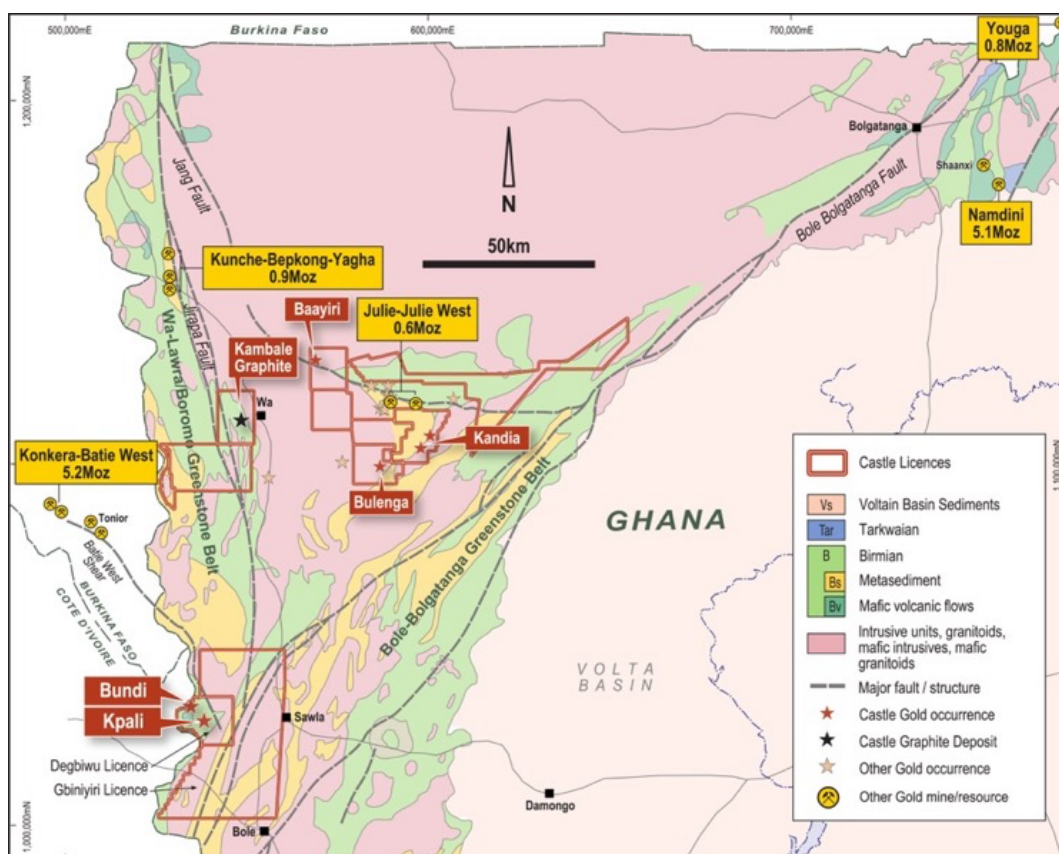 500,000mE
Burkina Faso
600,000mE
700,000mE
Youga
0.8Moz
1,200,000mN
Bolgatanga
Jang Fault
Shaanxi
N
Bole Bolgatanga Fault
Namdini
5.1Moz
50km
Kunche-Bepkong-Yagha
0.9Moz
Baayiri
Julie-Julie West
0.6Moz
Jirapa Fault
Kambale
Graphite
Wa-Lawra/Boromo Greenstone Belt
Wa
Kandia
Konkera-Batie West
5.2Moz
Bulenga
1,100,000mN
Tonior
Batie West
Shear
GHANA
BURKINA FASO
COTE D'IVOIRE
Bole-Bolgatanga Greenstone Belt
VOLTA
BASIN
Bundi
Kpali
Sawla
Degbiwu Licence
Gbiniyiri Licence
Damongo
Bole
1,000,000mN
Castle Licences
Vs Voltain Basin Sediments
Tar Tarkwaian
B Birmian
Bs Metasediment
Bv Mafic volcanic flows
Intrusive units, granitoids,
mafic intrusives, mafic
granitoids
Major fault / structure
Castle Gold occurrence
Castle Graphite Deposit
Other Gold occurrence
Other Gold mine/resource